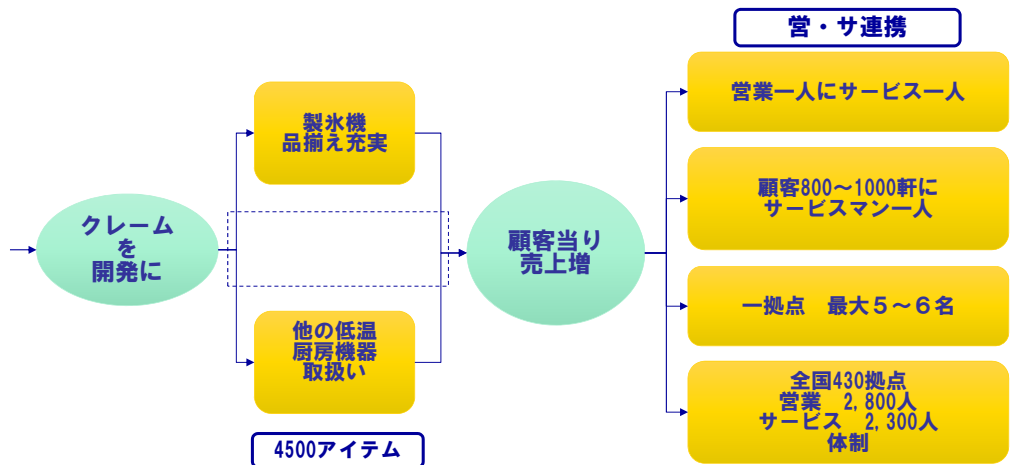 営・サ連携
クレーム
を
開発に
製氷機
品揃え充実
他の低温
厨房機器
取扱い
4500アイテム
顧客当り
売上増
営業一人にサービス一人
顧客800～1000軒に
サービスマン一人
一拠点　最大５～６名
全国430拠点
営業　2,800人
サービス　2,300人
体制